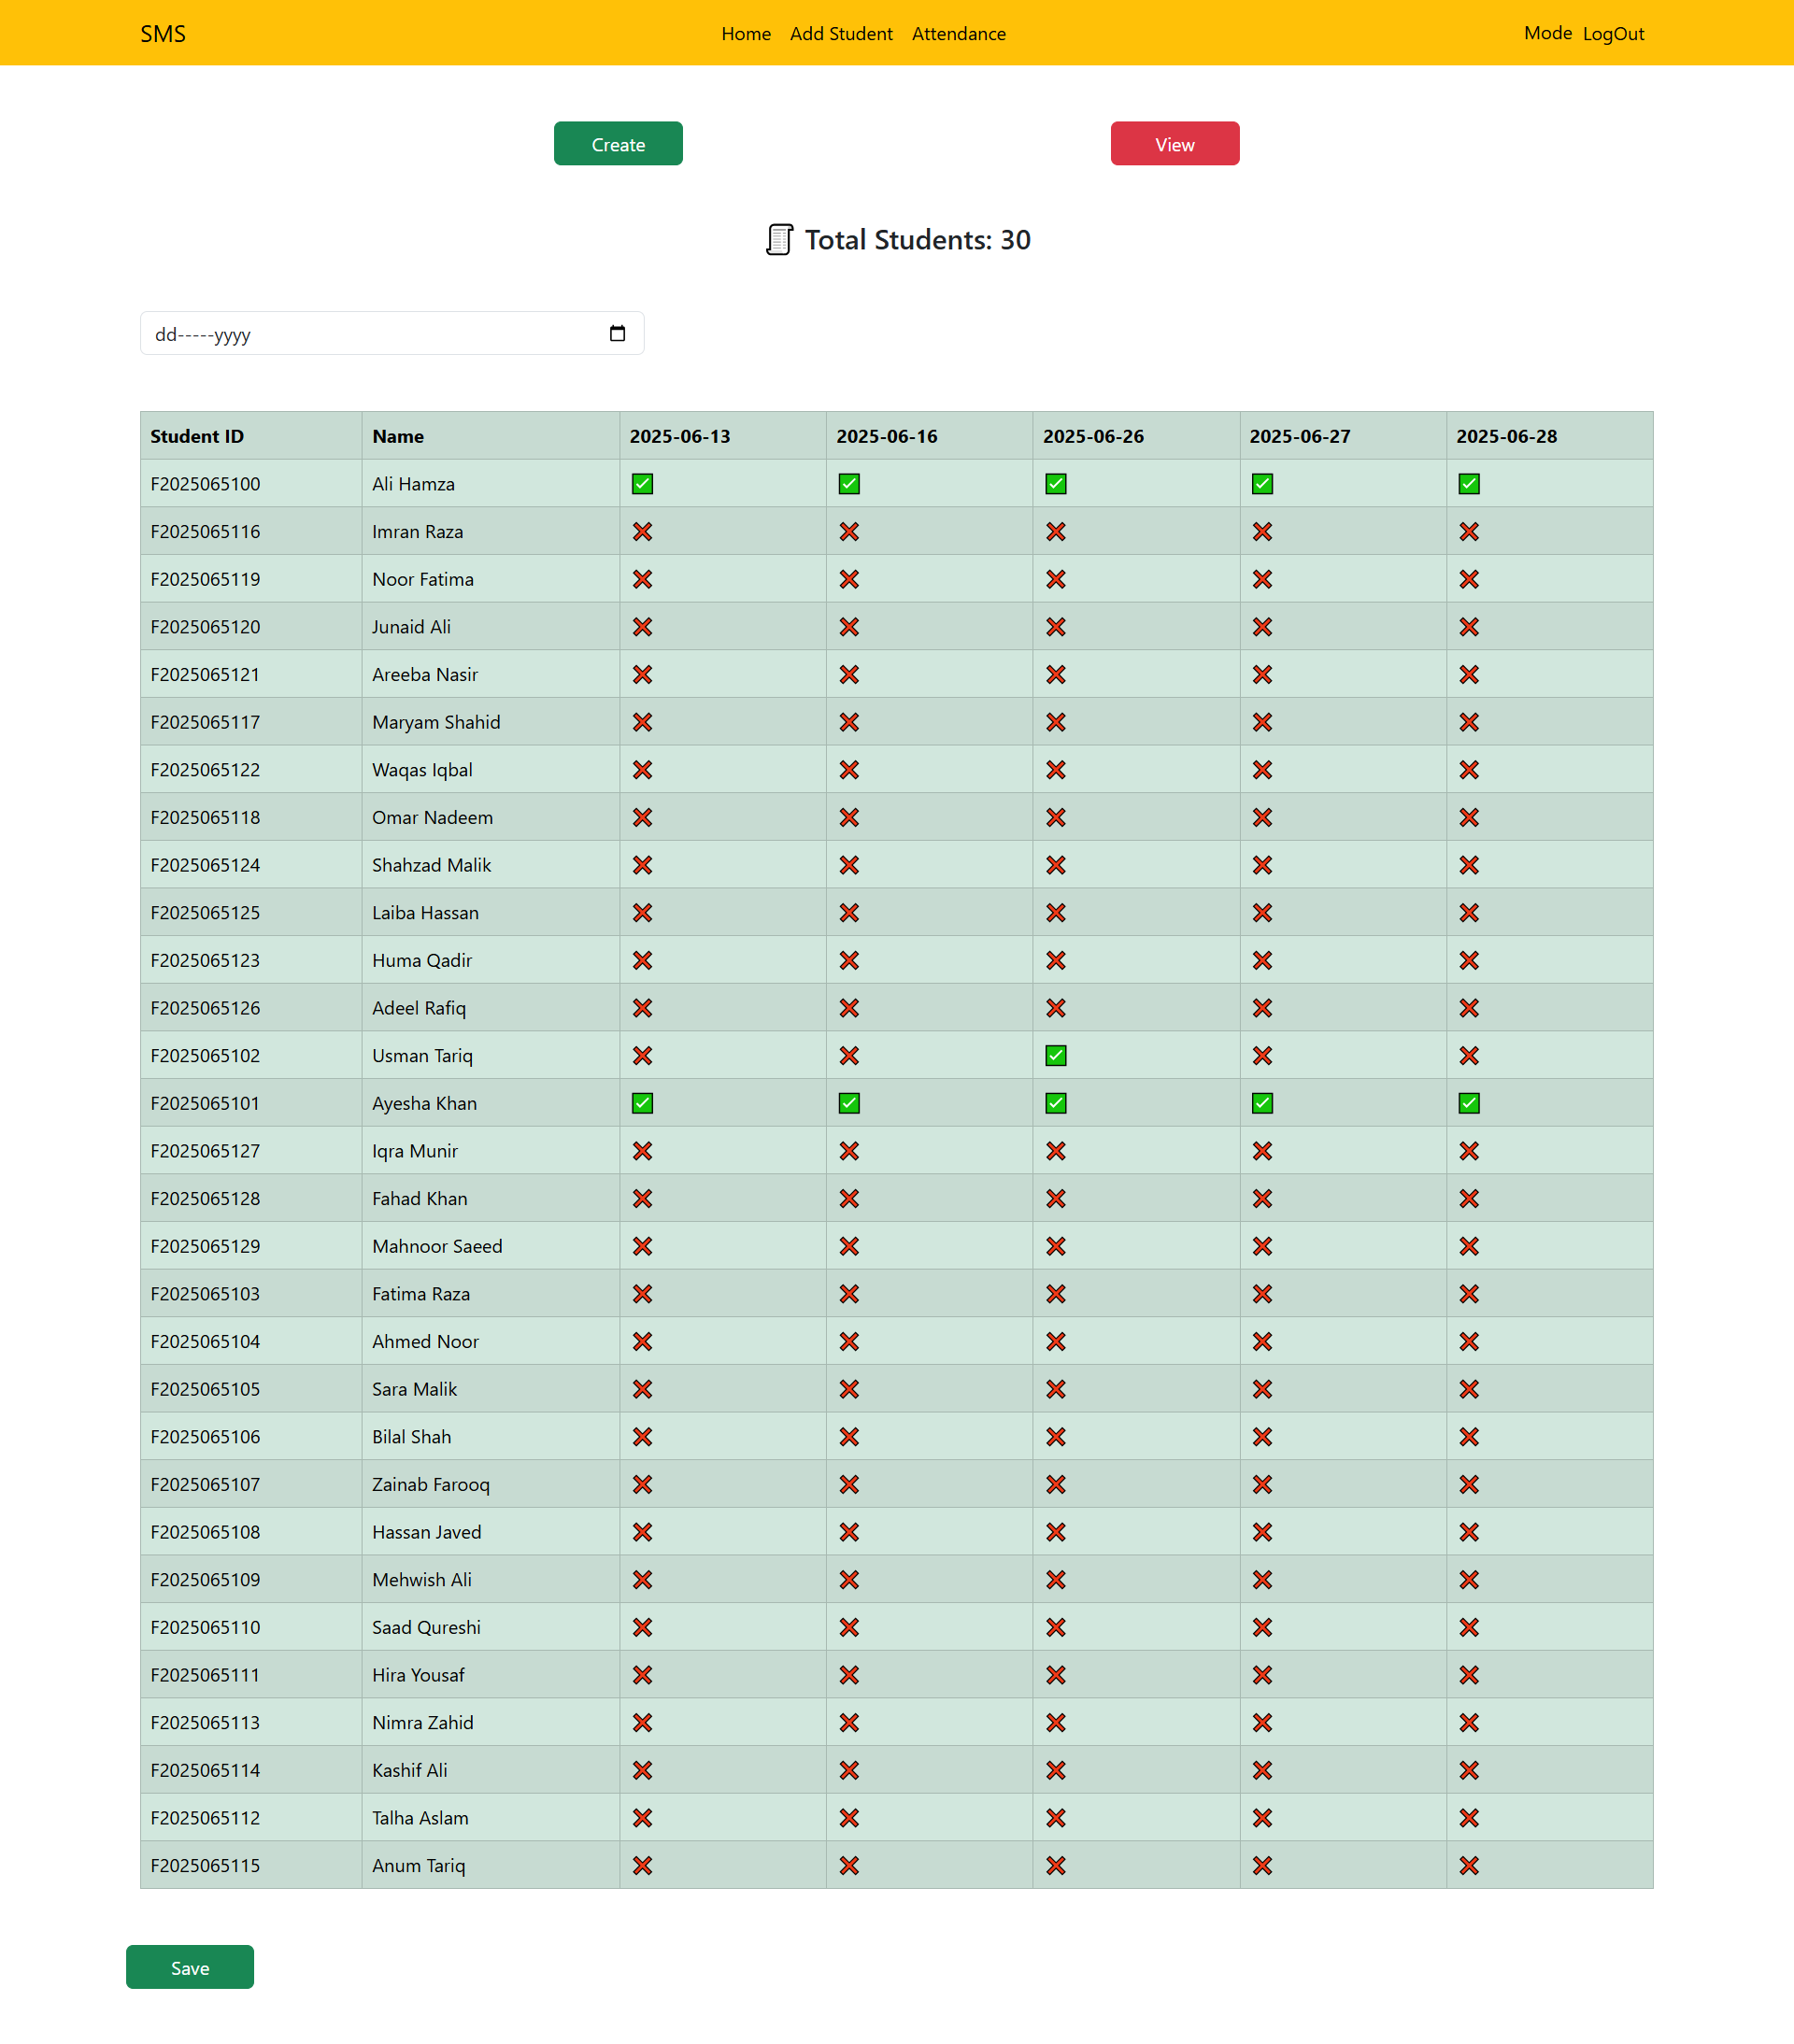 SMS Home Add Student Attendance Mode LogOut
Create View
Total Students: 30
dd-----yyyy
Student ID Name 2025-06-13 2025-06-16 2025-06-26 2025-06-27 2025-06-28
F2025065100 Ali Hamza ✅ ✅ ✅ ✅ ✅
F2025065116 Imran Raza ❌ ❌ ❌ ❌ ❌
F2025065119 Noor Fatima ❌ ❌ ❌ ❌ ❌
F2025065120 Junaid Ali ❌ ❌ ❌ ❌ ❌
F2025065121 Areeba Nasir ❌ ❌ ❌ ❌ ❌
F2025065117 Maryam Shahid ❌ ❌ ❌ ❌ ❌
F2025065122 Waqas Iqbal ❌ ❌ ❌ ❌ ❌
F2025065118 Omar Nadeem ❌ ❌ ❌ ❌ ❌
F2025065124 Shahzad Malik ❌ ❌ ❌ ❌ ❌
F2025065125 Laiba Hassan ❌ ❌ ❌ ❌ ❌
F2025065123 Huma Qadir ❌ ❌ ❌ ❌ ❌
F2025065126 Adeel Rafiq ❌ ❌ ❌ ❌ ❌
F2025065102 Usman Tariq ❌ ❌ ✅ ❌ ❌
F2025065101 Ayesha Khan ✅ ✅ ✅ ✅ ✅
F2025065127 Iqra Munir ❌ ❌ ❌ ❌ ❌
F2025065128 Fahad Khan ❌ ❌ ❌ ❌ ❌
F2025065129 Mahnoor Saeed ❌ ❌ ❌ ❌ ❌
F2025065103 Fatima Raza ❌ ❌ ❌ ❌ ❌
F2025065104 Ahmed Noor ❌ ❌ ❌ ❌ ❌
F2025065105 Sara Malik ❌ ❌ ❌ ❌ ❌
F2025065106 Bilal Shah ❌ ❌ ❌ ❌ ❌
F2025065107 Zainab Farooq ❌ ❌ ❌ ❌ ❌
F2025065108 Hassan Javed ❌ ❌ ❌ ❌ ❌
F2025065109 Mehwish Ali ❌ ❌ ❌ ❌ ❌
F2025065110 Saad Qureshi ❌ ❌ ❌ ❌ ❌
F2025065111 Hira Yousaf ❌ ❌ ❌ ❌ ❌
F2025065113 Nimra Zahid ❌ ❌ ❌ ❌ ❌
F2025065114 Kashif Ali ❌ ❌ ❌ ❌ ❌
F2025065112 Talha Aslam ❌ ❌ ❌ ❌ ❌
F2025065115 Anum Tariq ❌ ❌ ❌ ❌ ❌
Save